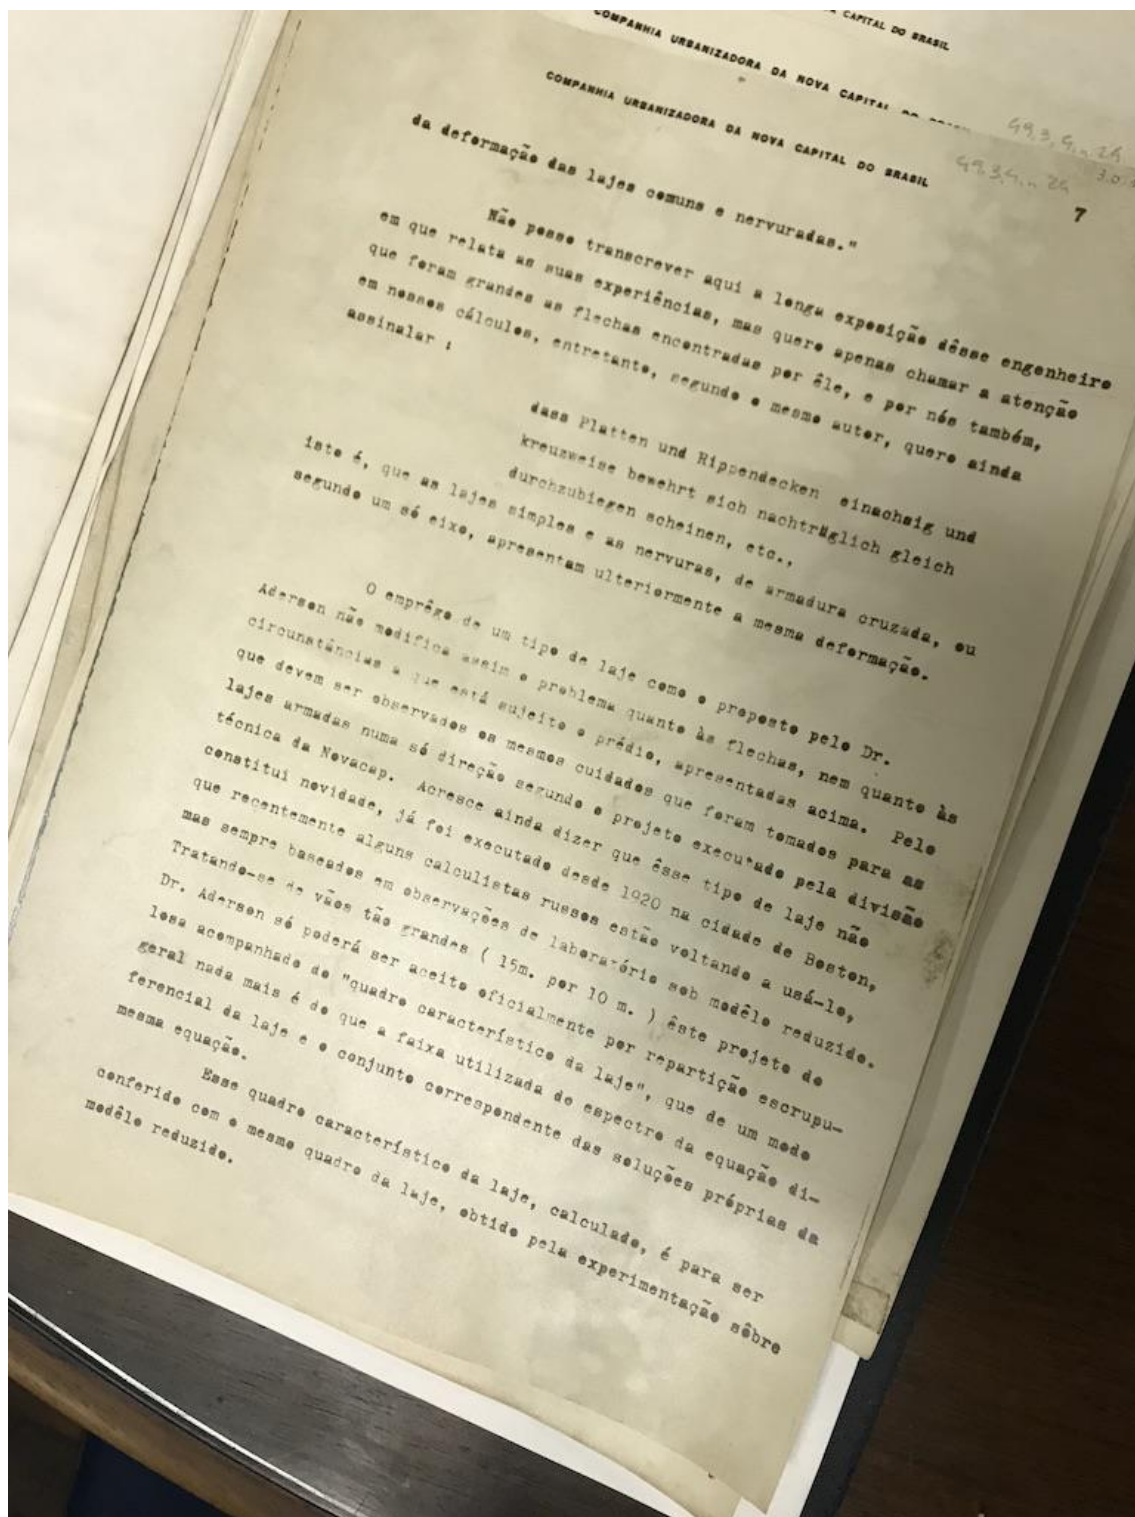 A CAPITAL DO BRASIL
COMPANHIA URBANIZADORA DA NOVA CAPITAL DO BRASIL
COMPANHIA URBANIZADORA DA NOVA CAPITAL DO BRASIL
7
da deformação das lajes comuns e nervuradas."
Não posso transcrever aqui a longa exposição dêsse engenheiro
em que relata as suas experiências, mas quero apenas chamar a atenção
que foram grandes as flechas encontradas por êle, e por nós também,
em nossos cálculos, entretanto, segundo o mesmo autor, quero ainda
assinalar :
dass Platten und Rippendecken einachsig und
kreuzweise bewehrt sich nachträglich gleich
durchzubiegen scheinen, etc.,
isto é, que as lajes simples e as nervuras, de armadura cruzada, ou
segundo um só eixo, apresentam ulteriormente a mesma deformação.
O emprêgo de um tipo de laje como o proposto pelo Dr.
Aderson não modifica assim o problema quanto às flechas, nem quanto às
circunstâncias a que está sujeito o prédio, apresentadas acima. Pelo
que devem ser observados os mesmos cuidados que foram tomados para as
lajes armadas numa só direção segundo o projeto executado pela divisão
técnica da Novacap. Acresce ainda dizer que êsse tipo de laje não
constitui novidade, já foi executado desde 1920 na cidade de Boston,
que recentemente alguns calculistas russos estão voltando a usá-lo,
mas sempre baseados em observações de laboratório sob modêlo reduzido.
Tratando-se de vãos tão grandes ( 15m. por 10 m. ) êste projeto do
Dr. Aderson só poderá ser aceito oficialmente por repartição escrupu-
losa acompanhado do "quadro característico da laje", que de um modo
geral nada mais é do que a faixa utilizada do espectro da equação di-
ferencial da laje e o conjunto correspondente das soluções próprias da
mesma equação.
Esse quadro característico da laje, calculado, é para ser
conferido com o mesmo quadro da laje, obtido pela experimentação sôbre
modêlo reduzido.